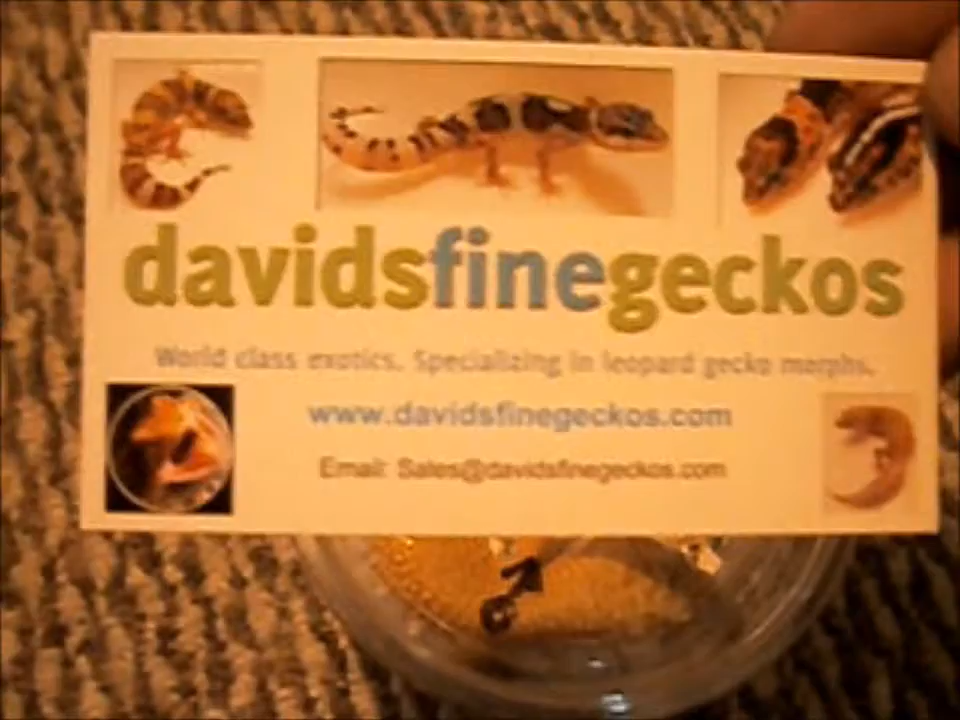 davidsfinegeckos
World class exotics. Specializing in leopard gecko morphs.
www.davidsfinegeckos.com
Email: Sales@davidsfinegeckos.com